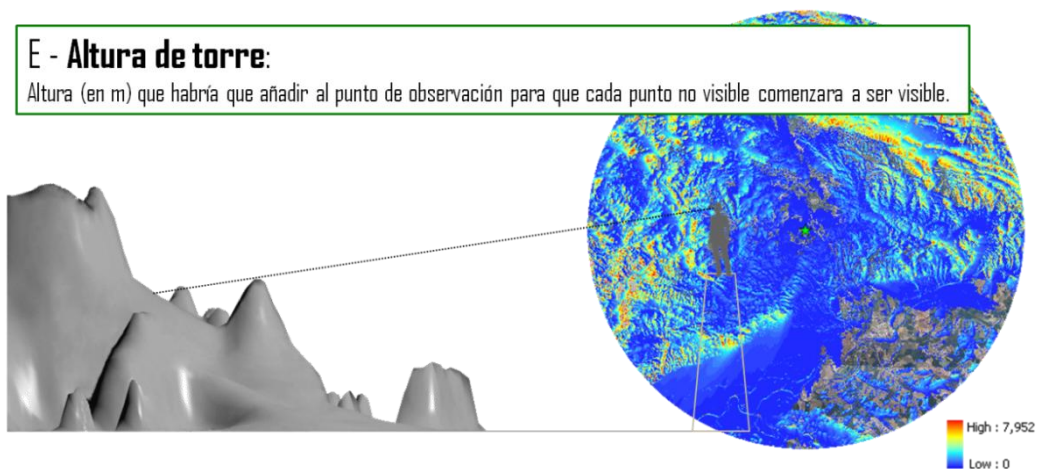 E - Altura de torre:
Altura (en m) que habría que añadir al punto de observación para que cada punto no visible comenzara a ser visible.
High : 7,952
Low : 0